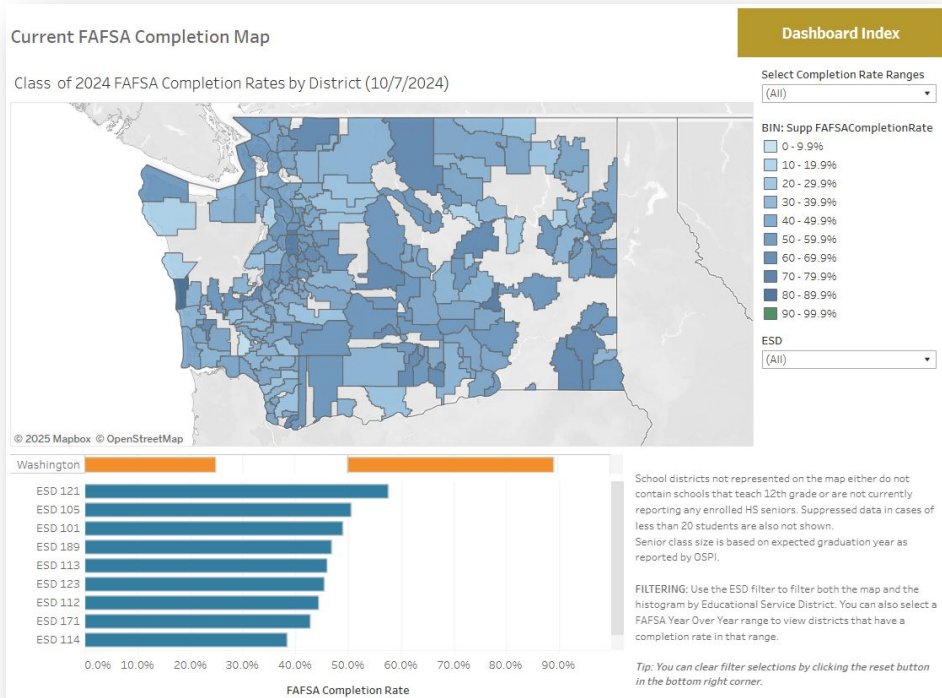 Current FAFSA Completion Map
Dashboard Index
Class of 2024 FAFSA Completion Rates by District (10/7/2024)
Select Completion Rate Ranges
(All)
BIN: Supp FAFSACompletionRate
0 - 9.9%
10 - 19.9%
20 - 29.9%
30 - 39.9%
40 - 49.9%
50 - 59.9%
60 - 69.9%
70 - 79.9%
80 - 89.9%
90 - 99.9%
ESD
(All)
© 2025 Mapbox © OpenStreetMap
Washington
ESD 121
ESD 105
ESD 101
ESD 189
ESD 113
ESD 123
ESD 112
ESD 171
ESD 114
0.0% 10.0% 20.0% 30.0% 40.0% 50.0% 60.0% 70.0% 80.0% 90.0%
FAFSA Completion Rate
School districts not represented on the map either do not
contain schools that teach 12th grade or are not currently
reporting any enrolled HS seniors. Suppressed data in cases of
less than 20 students are also not shown.
Senior class size is based on expected graduation year as
reported by OSPI.
FILTERING: Use the ESD filter to filter both the map and the
histogram by Educational Service District. You can also select a
FAFSA Year Over Year range to view districts that have a
completion rate in that range.
Tip: You can clear filter selections by clicking the reset button
in the bottom right corner.